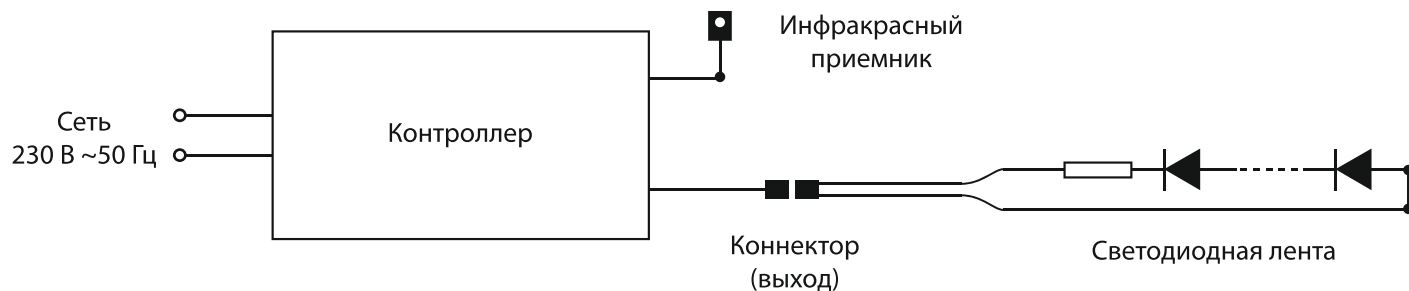 Инфракрасный
приемник
Сеть
230 В ~50 Гц
Контроллер
Коннектор
(выход)
Светодиодная лента